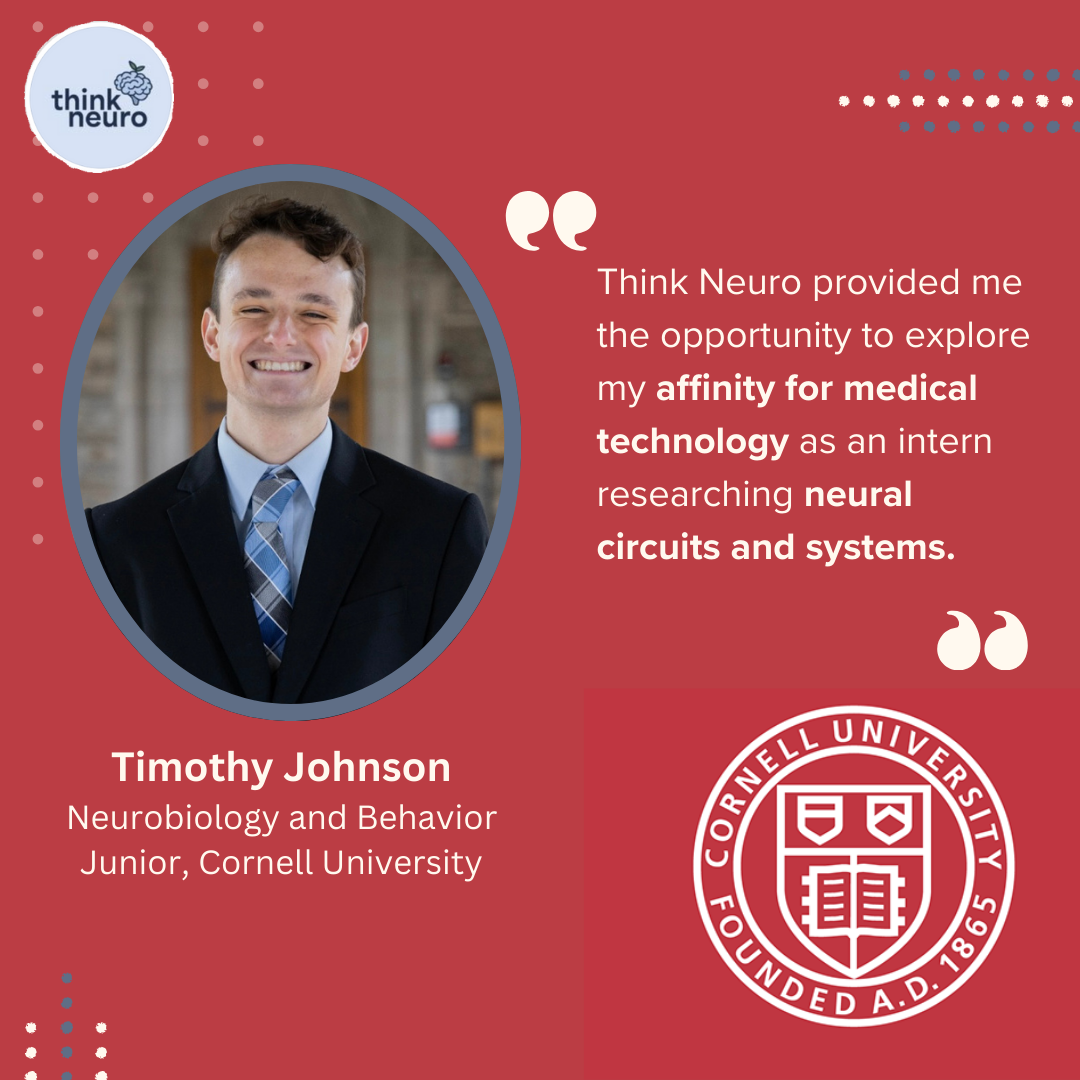 think
neuro
Think Neuro provided me
the opportunity to explore
my affinity for medical
technology as an intern
researching neural
circuits and systems.
Timothy Johnson
Neurobiology and Behavior
Junior, Cornell University
CORNELL UNIVERSITY
FOUNDED A.D. 1865